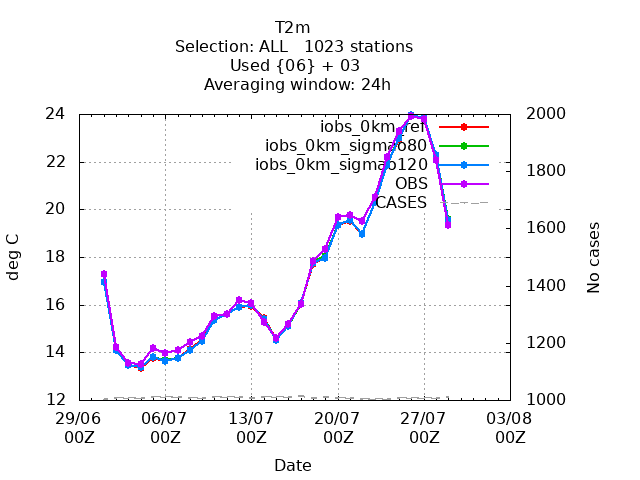 T2m
Selection: ALL   1023 stations
Used {06} + 03
Averaging window: 24h
24
22
20
18
16
14
12
deg C
2000
1800
1600
1400
1200
1000
No cases
iobs_0km_ref
iobs_0km_sigmao80
iobs_0km_sigmao120
OBS
CASES
29/06 06/07 13/07 20/07 27/07 03/08
00Z 00Z 00Z 00Z 00Z 00Z
Date